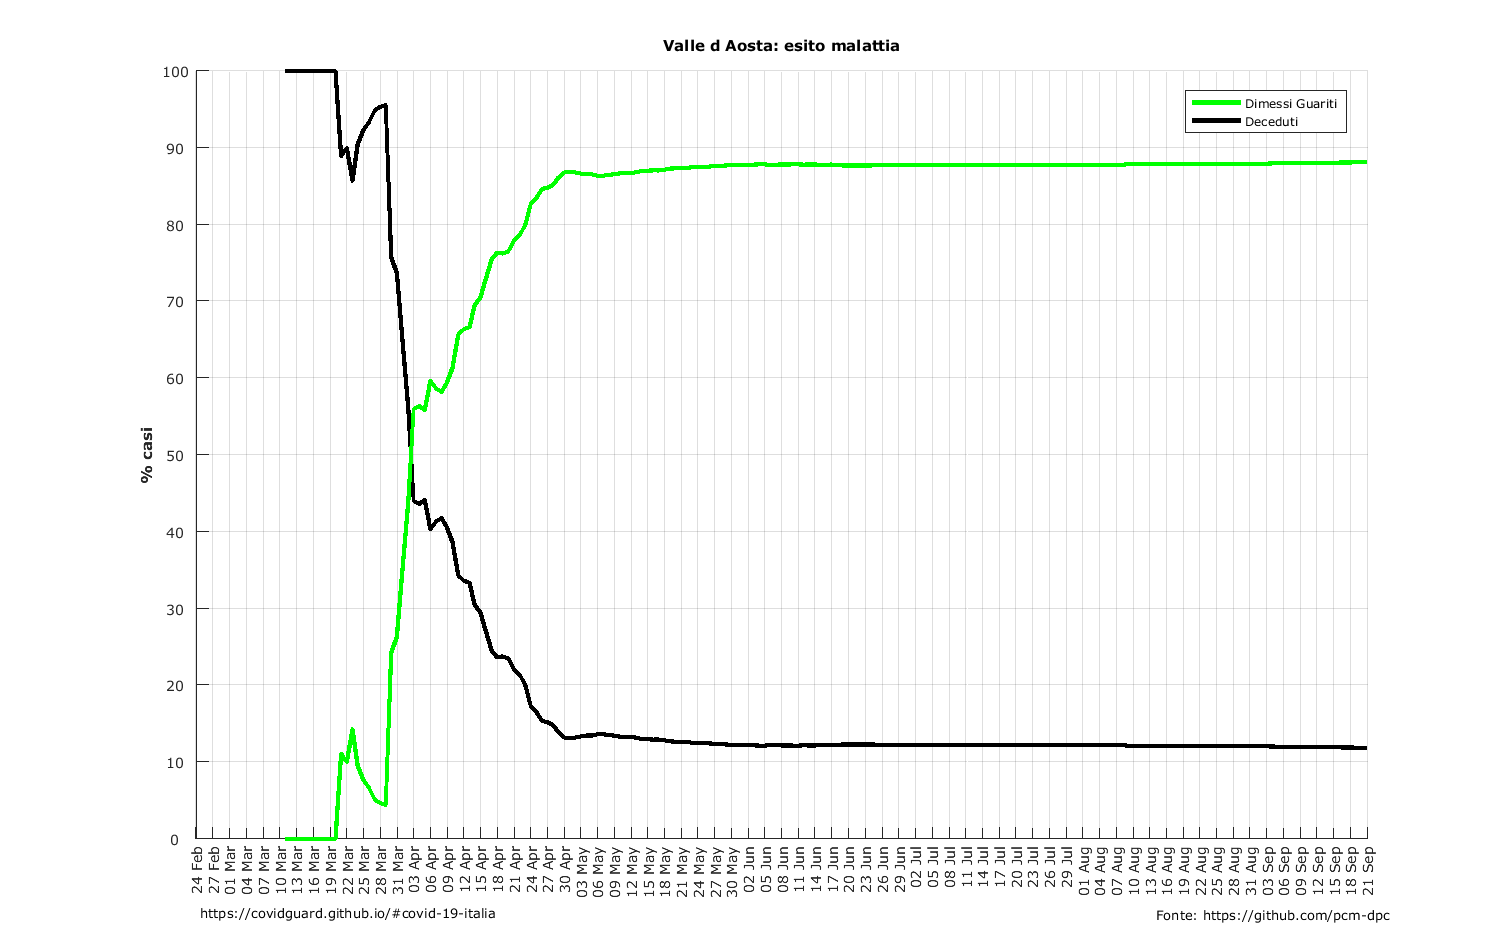 Valle d Aosta: esito malattia
Dimessi Guariti
Deceduti
% casi
100
90
80
70
60
50
40
30
20
10
0
24 Feb
27 Feb
01 Mar
04 Mar
07 Mar
10 Mar
13 Mar
16 Mar
19 Mar
22 Mar
25 Mar
28 Mar
31 Mar
03 Apr
06 Apr
09 Apr
12 Apr
15 Apr
18 Apr
21 Apr
24 Apr
27 Apr
30 Apr
03 May
06 May
09 May
12 May
15 May
18 May
21 May
24 May
27 May
30 May
02 Jun
05 Jun
08 Jun
11 Jun
14 Jun
17 Jun
20 Jun
23 Jun
26 Jun
29 Jun
02 Jul
05 Jul
08 Jul
11 Jul
14 Jul
17 Jul
20 Jul
23 Jul
26 Jul
29 Jul
01 Aug
04 Aug
07 Aug
10 Aug
13 Aug
16 Aug
19 Aug
22 Aug
25 Aug
28 Aug
31 Aug
03 Sep
06 Sep
09 Sep
12 Sep
15 Sep
18 Sep
21 Sep
https://covidguard.github.io/#covid-19-italia
Fonte: https://github.com/pcm-dpc